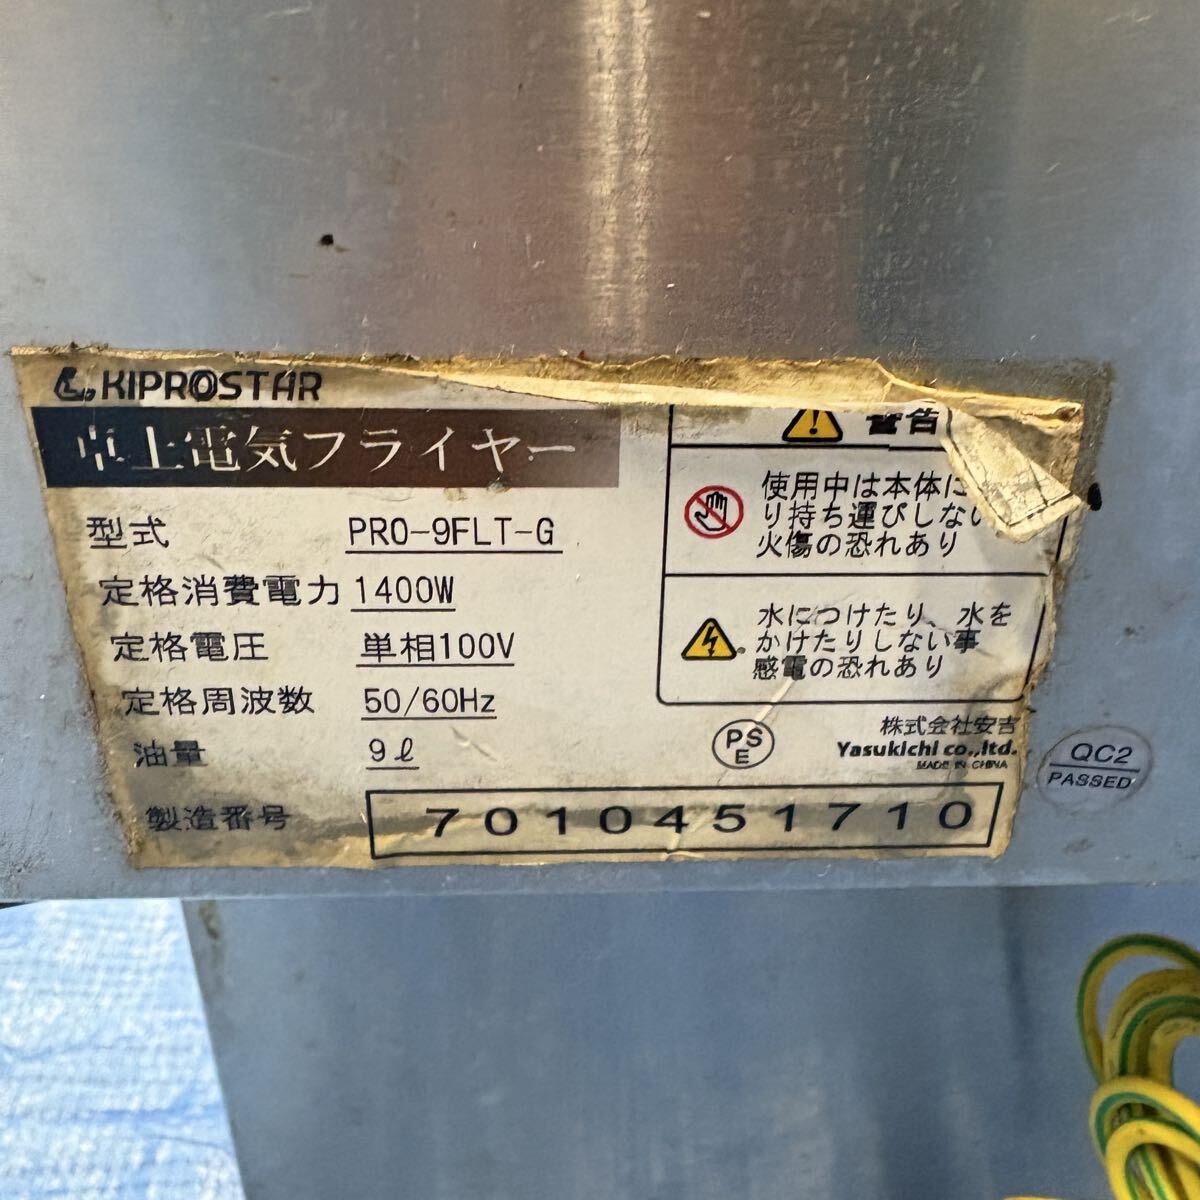 KIPROSTAR
卓上電気フライヤー
型式 PRO-9FLT-G
定格消費電力 1400W
定格電圧 単相100V
定格周波数 50/60Hz
油量 9ℓ
製造番号 7010451710
警告
使用中は本体に
り持ち運びしない
火傷の恐れあり
水につけたり、水を
かけたりしない事
感電の恐れあり
PSE
株式会社安吉
Yasukichi co.,ltd.
MADE IN CHINA
QC2
PASSED